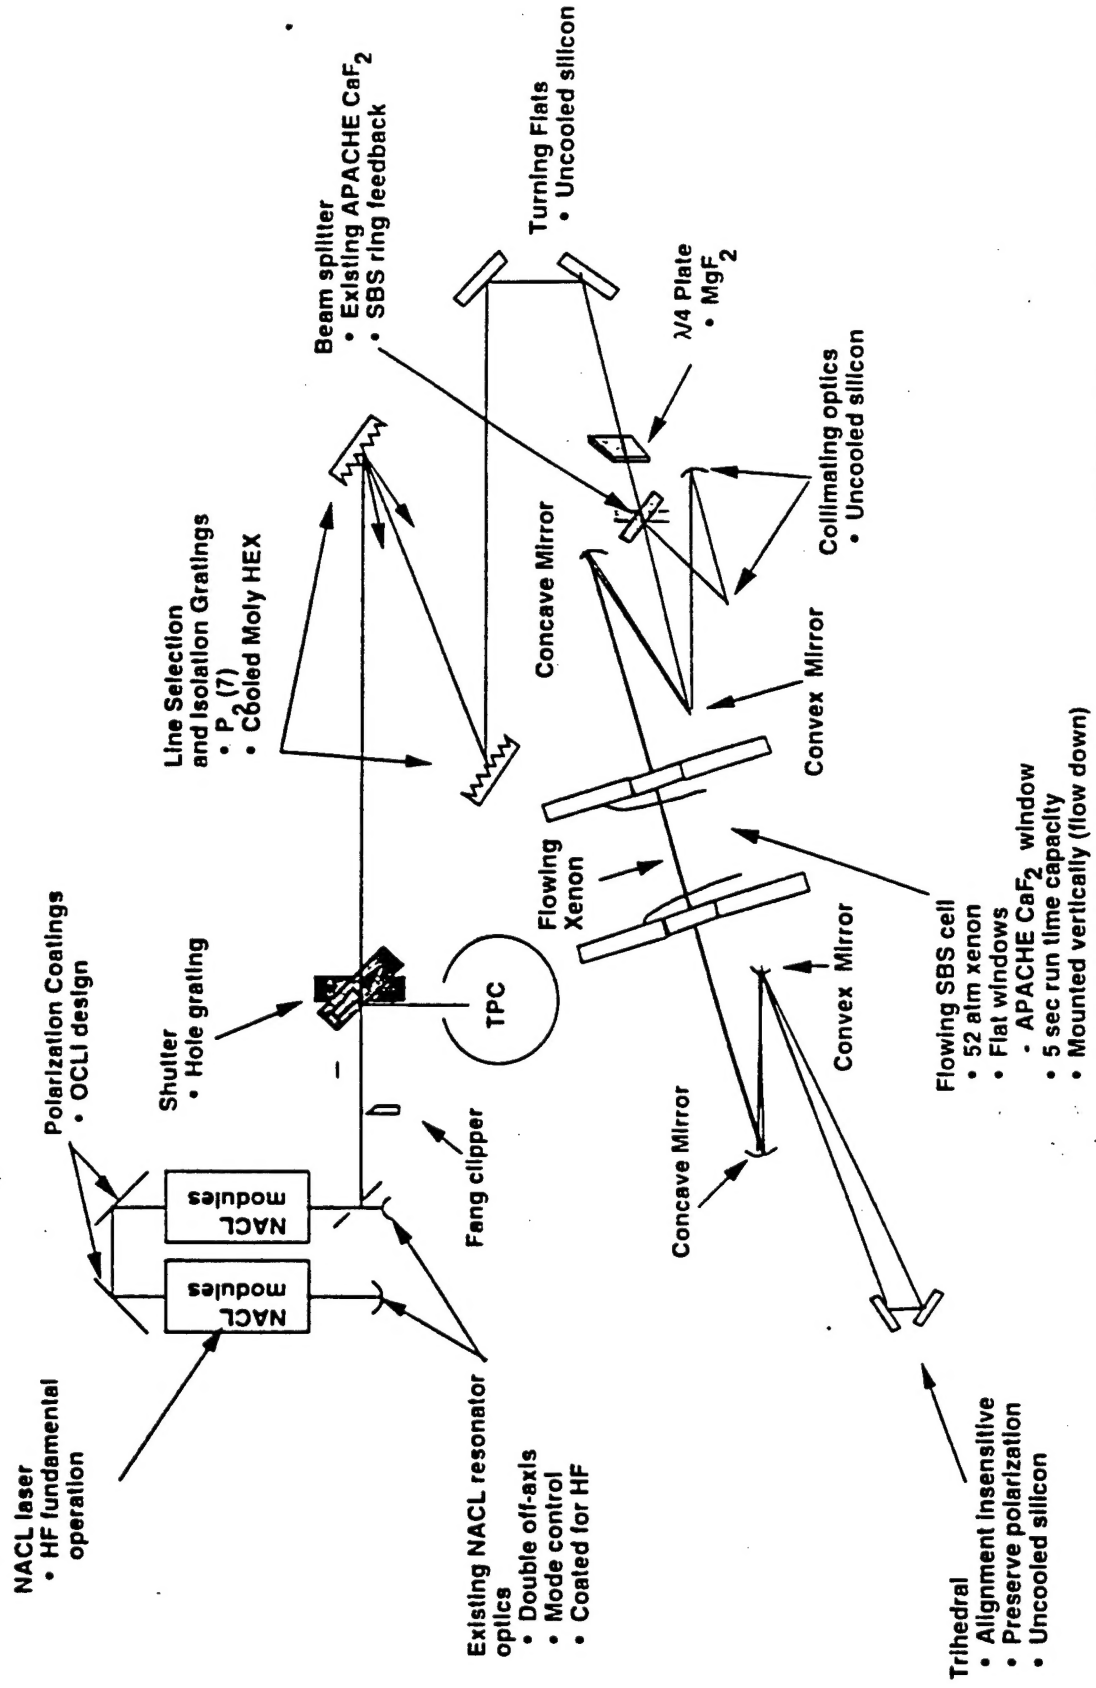 NACL laser
• HF fundamental
operation
Polarization Coatings
• OCLI design
Shutter
• Hole grating
Line Selection
and Isolation Gratings
• P2(7)
• Cooled Moly HEX
Beam splitter
• Existing APACHE CaF2
• SBS ring feedback
NACL
modules
NACL
modules
Turning Flats
• Uncooled silicon
TPC
Fang clipper
Existing NACL resonator
optics
• Double off-axis
• Mode control
• Coated for HF
Flowing
Xenon
Concave Mirror
λ/4 Plate
• MgF2
Concave Mirror
Convex Mirror
Convex Mirror
Collimating optics
• Uncooled silicon
Trihedral
• Alignment insensitive
• Preserve polarization
• Uncooled silicon
Flowing SBS cell
• 52 atm xenon
• Flat windows
- APACHE CaF2 window
• 5 sec run time capacity
• Mounted vertically (flow down)